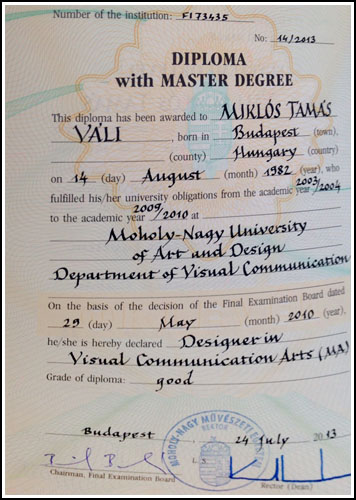 Number of the institution: FI73435
No: 14/2013
DIPLOMA
with MASTER DEGREE
This diploma has been awarded to MIKLÓS TAMÁS
VÁLI, born in Budapest (town),
(county) Hungary (country)
on 14 (day) August (month) 1982 (year), who
fulfilled his/her university obligations from the academic year 2003/2004
to the academic year 2009/2010 at
Moholy-Nagy University
of Art and Design
Department of Visual Communication
On the basis of the decision of the Final Examination Board dated
29 (day) May (month) 2010 (year),
he/she is hereby declared Designer in
Visual Communication Arts (MA)
Grade of diploma: good
Budapest 24 July 2013
MOHOLY-NAGY MŰVÉSZETI
REKTOR
Chairman, Final Examination Board
Rector (Dean)